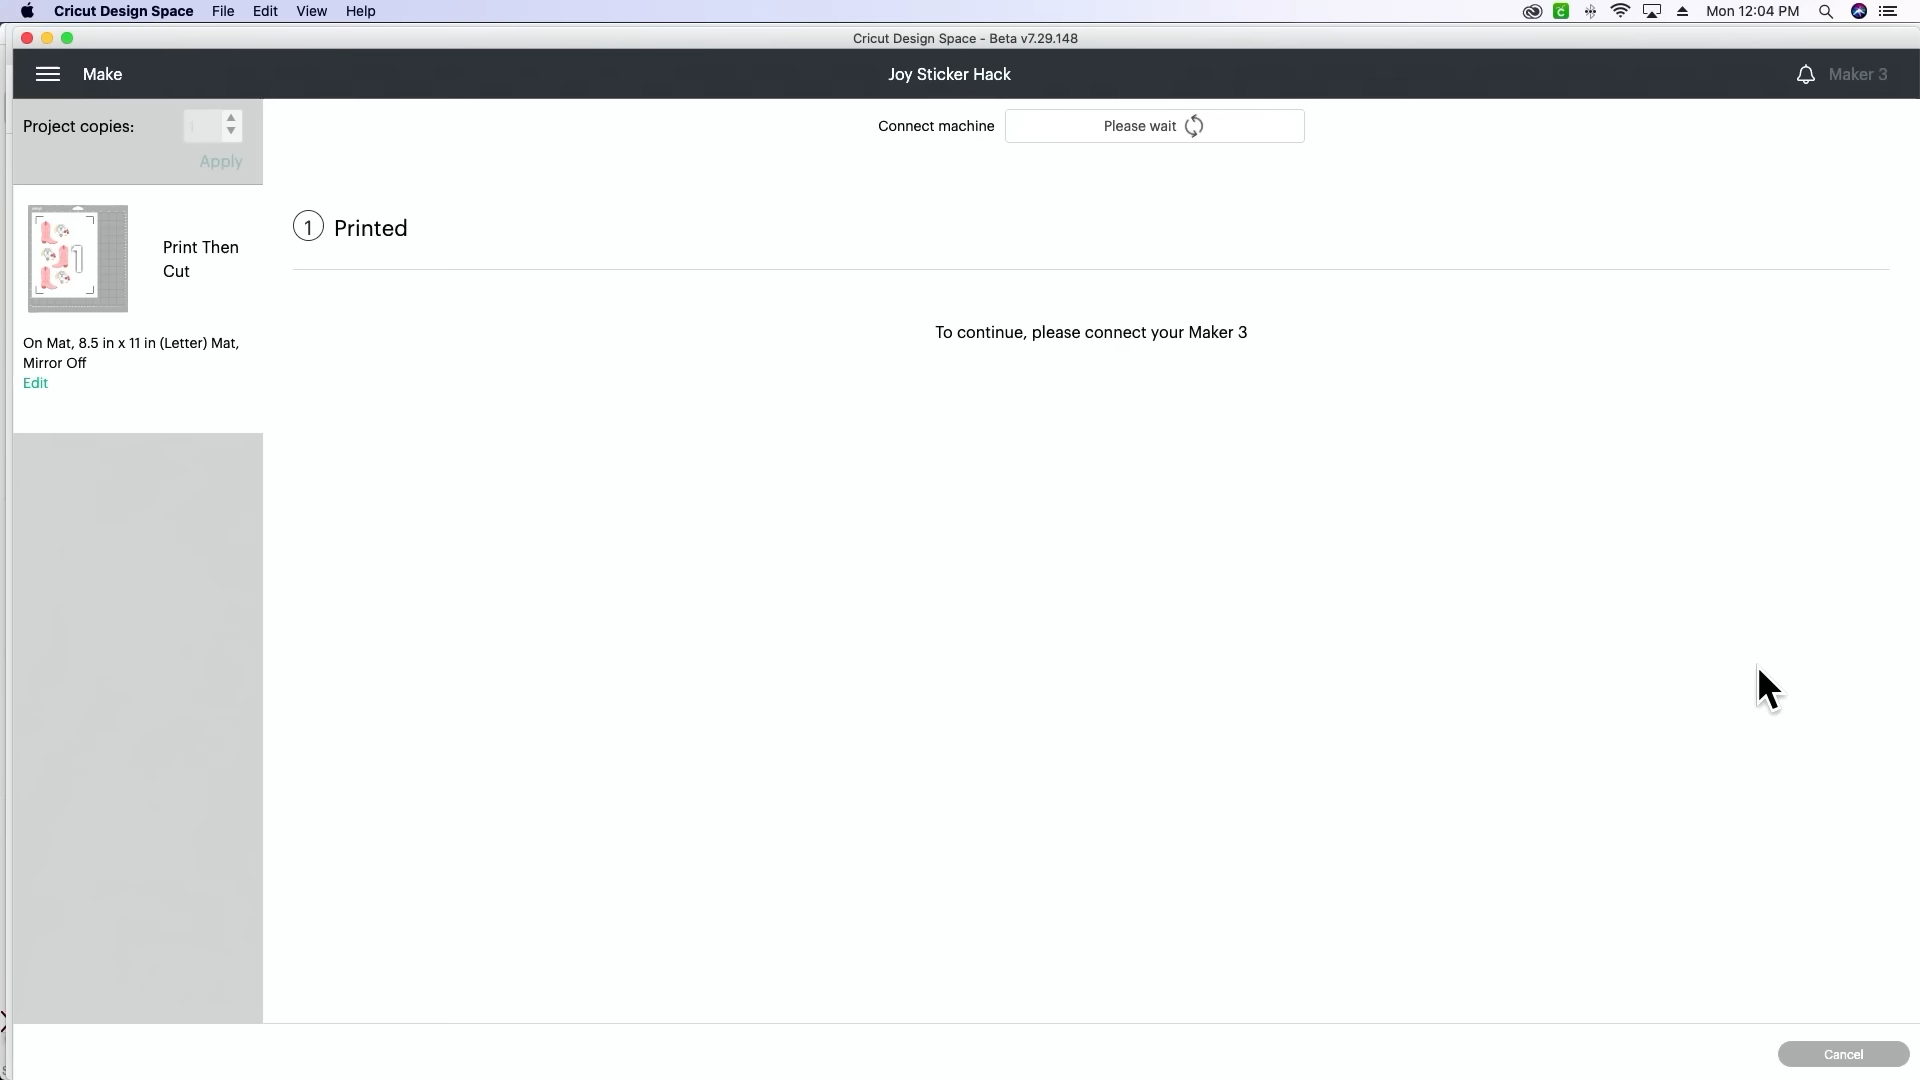 Cricut Design Space File Edit View Help Mon 12:04 PM
Cricut Design Space - Beta v7.29.148
Make Joy Sticker Hack Maker 3
Project copies: 1
Apply
Connect machine Please wait
1 Printed
Print Then
Cut
To continue, please connect your Maker 3
On Mat, 8.5 in x 11 in (Letter) Mat,
Mirror Off
Edit
Cancel